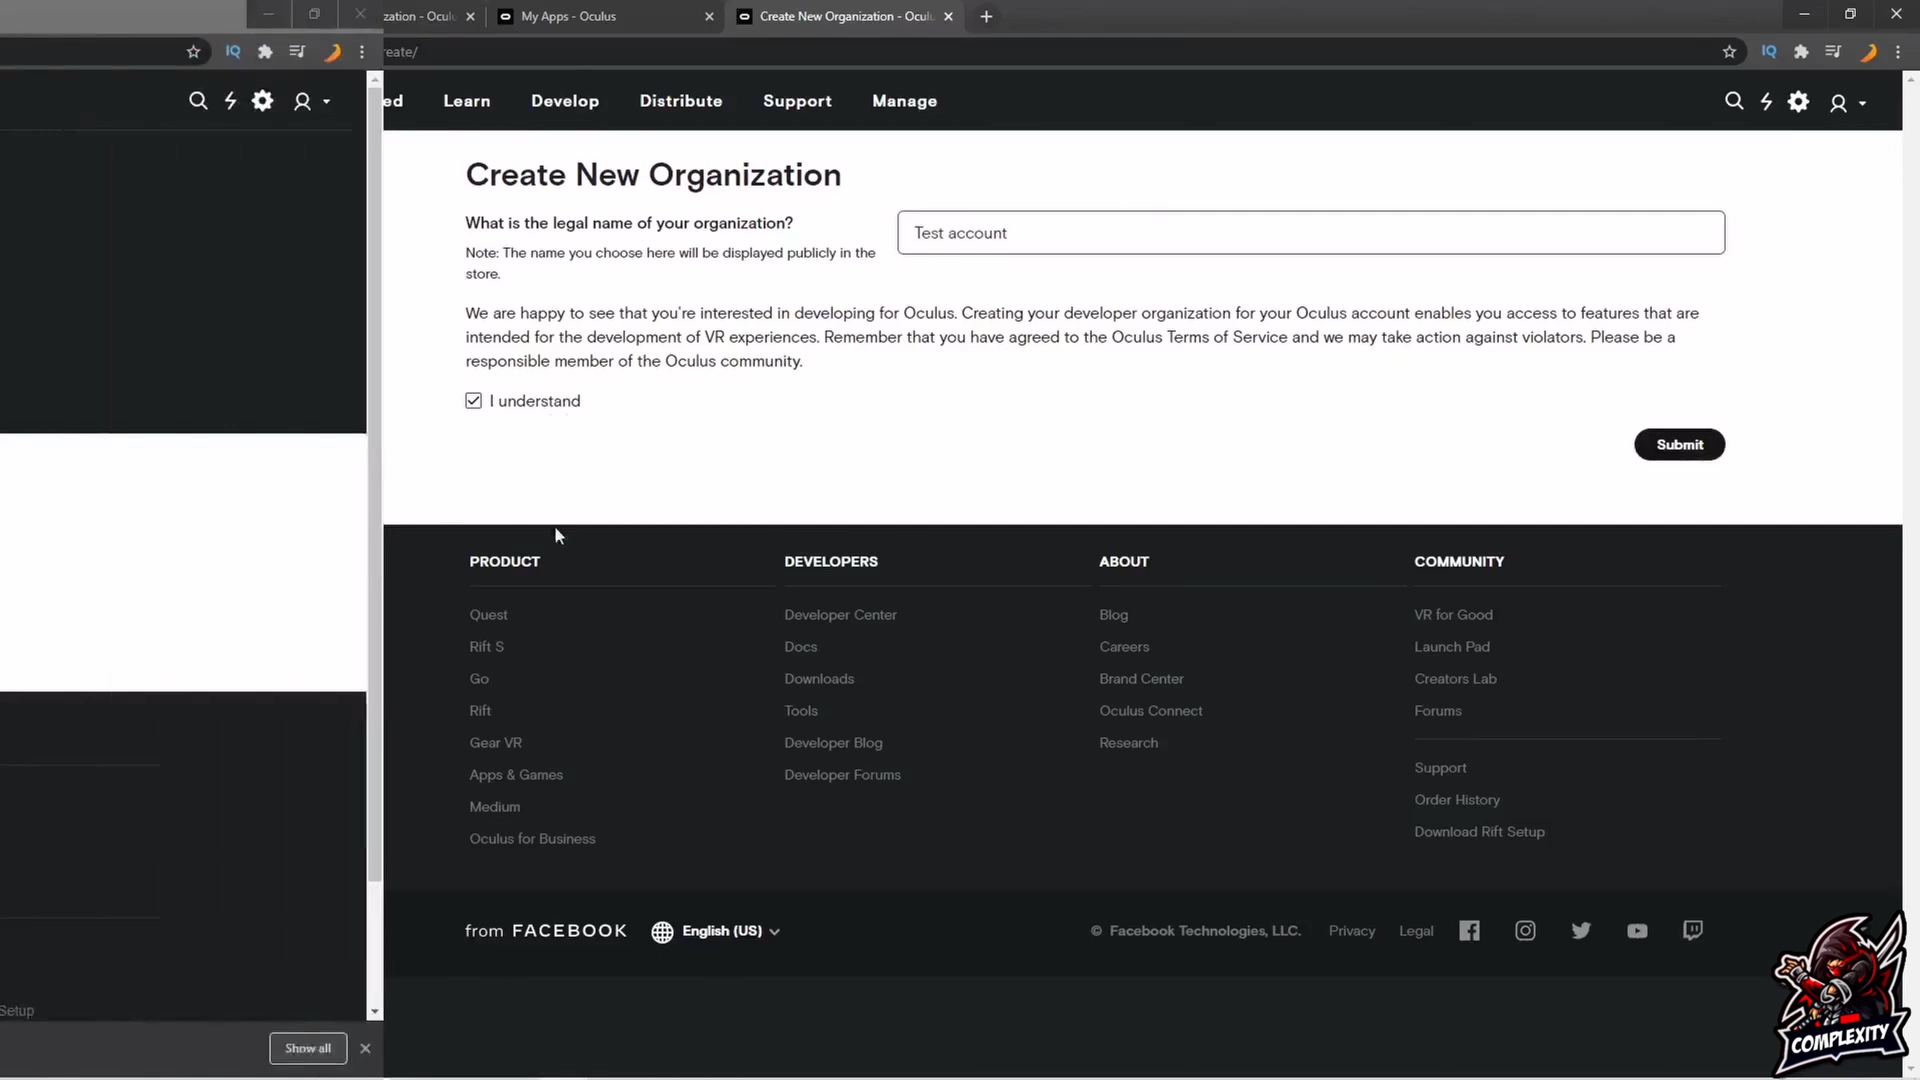 zation - Ocul
My Apps - Oculus
Create New Organization - Ocul
reate/
ed
Learn
Develop
Distribute
Support
Manage
Create New Organization
What is the legal name of your organization?
Test account
Note: The name you choose here will be displayed publicly in the
store.
We are happy to see that you're interested in developing for Oculus. Creating your developer organization for your Oculus account enables you access to features that are
intended for the development of VR experiences. Remember that you have agreed to the Oculus Terms of Service and we may take action against violators. Please be a
responsible member of the Oculus community.
I understand
Submit
PRODUCT
Quest
Rift S
Go
Rift
Gear VR
Apps & Games
Medium
Oculus for Business
DEVELOPERS
Developer Center
Docs
Downloads
Tools
Developer Blog
Developer Forums
ABOUT
Blog
Careers
Brand Center
Oculus Connect
Research
COMMUNITY
VR for Good
Launch Pad
Creators Lab
Forums
Support
Order History
Download Rift Setup
from FACEBOOK
English (US)
© Facebook Technologies, LLC.
Privacy
Legal
Setup
Show all
COMPLEXITY